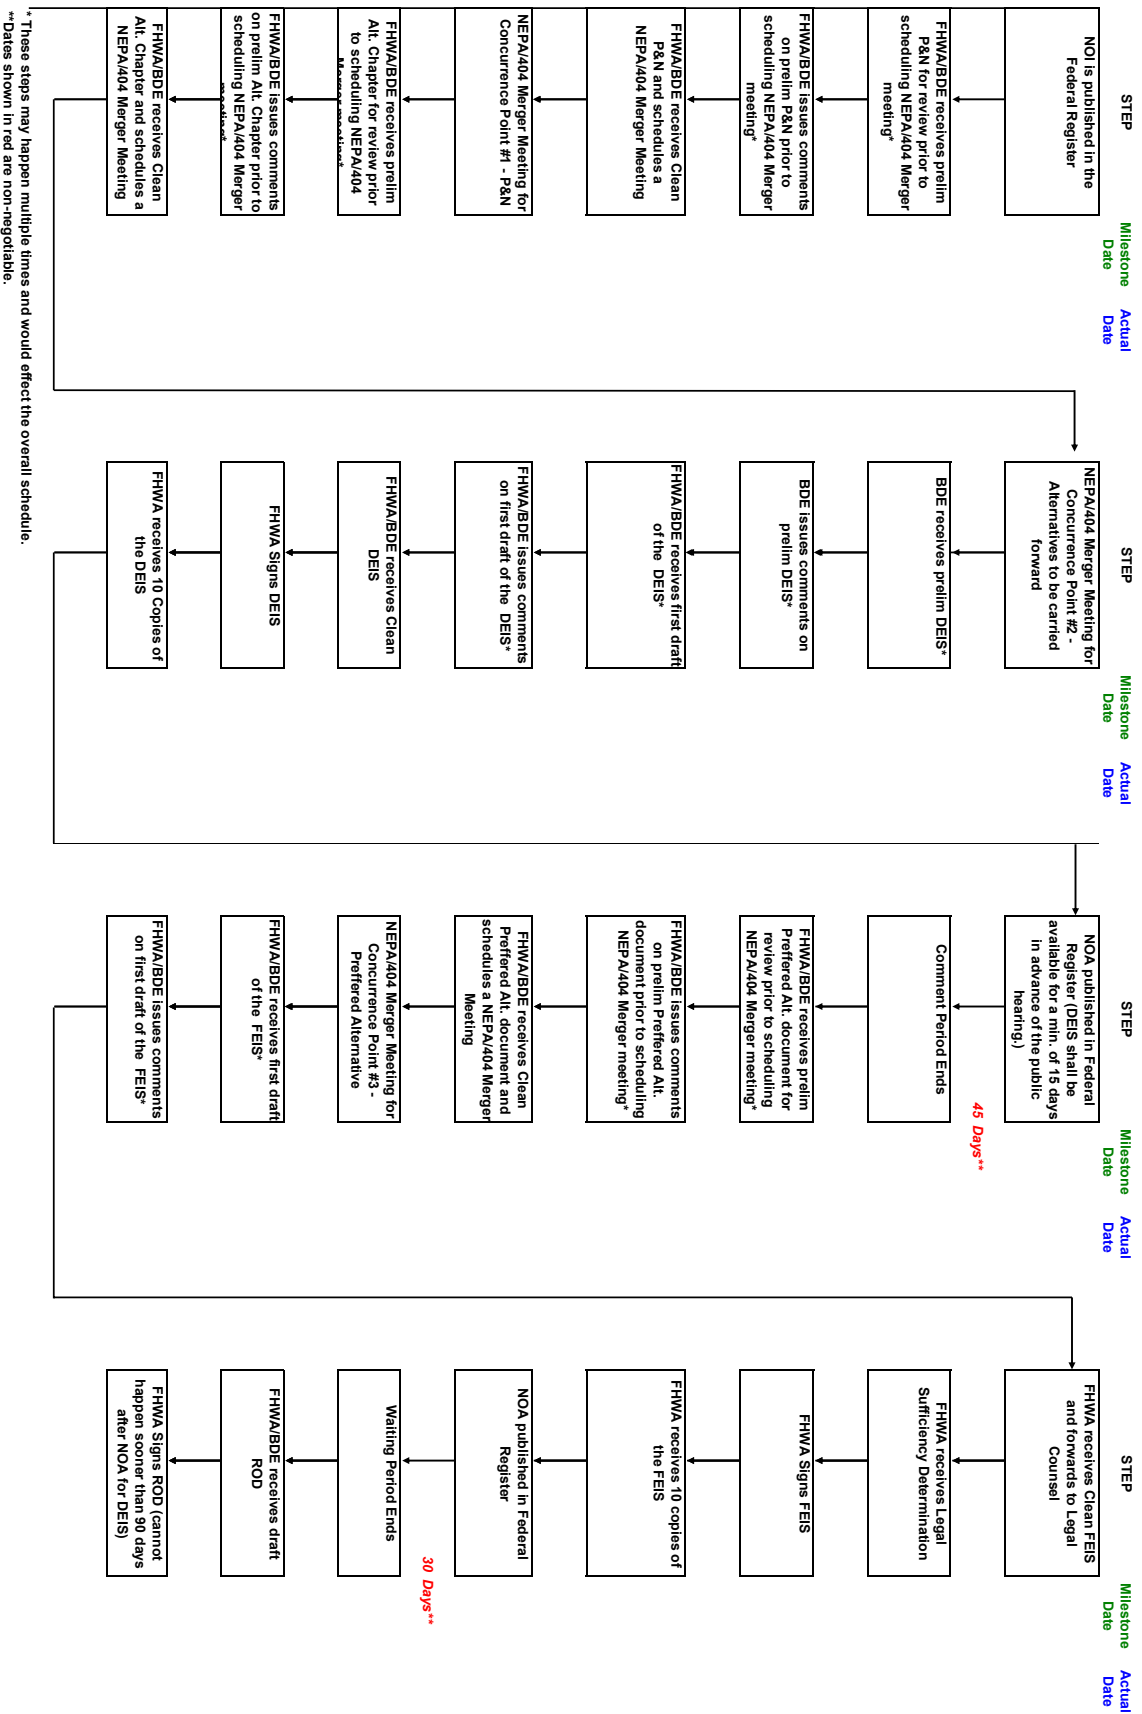 STEP
Milestone
Date
Actual
Date
NOI is published in the
Federal Register
FHWA/BDE receives prelim
P&N for review prior to
scheduling NEPA/404 Merger
meeting*
FHWA/BDE issues comments
on prelim P&N prior to
scheduling NEPA/404 Merger
meeting*
FHWA/BDE receives Clean
P&N and schedules a
NEPA/404 Merger Meeting
NEPA/404 Merger Meeting for
Concurrence Point #1 - P&N
FHWA/BDE receives prelim
Alt. Chapter for review prior
to scheduling NEPA/404
Merger meeting*
FHWA/BDE issues comments
on prelim Alt. Chapter prior to
scheduling NEPA/404 Merger
meeting*
FHWA/BDE receives Clean
Alt. Chapter and schedules a
NEPA/404 Merger Meeting
STEP
Milestone
Date
Actual
Date
NEPA/404 Merger Meeting for
Concurrence Point #2 -
Alternatives to be carried
forward
BDE receives prelim DEIS*
BDE issues comments on
prelim DEIS*
FHWA/BDE receives first draft
of the DEIS*
FHWA/BDE issues comments
on first draft of the DEIS*
FHWA/BDE receives Clean
DEIS
FHWA Signs DEIS
FHWA receives 10 Copies of
the DEIS
STEP
Milestone
Date
Actual
Date
NOA published in Federal
Register (DEIS shall be
available for a min. of 15 days
in advance of the public
hearing.)
45 Days**
Comment Period Ends
FHWA/BDE receives prelim
Preffered Alt. document for
review prior to scheduling
NEPA/404 Merger meeting*
FHWA/BDE issues comments
on prelim Preffered Alt.
document prior to scheduling
NEPA/404 Merger meeting*
FHWA/BDE receives Clean
Preffered Alt. document and
schedules a NEPA/404 Merger
Meeting
NEPA/404 Merger Meeting for
Concurrence Point #3 -
Preffered Alternative
FHWA/BDE receives first draft
of the FEIS*
FHWA/BDE issues comments
on first draft of the FEIS*
STEP
Milestone
Date
Actual
Date
FHWA receives Clean FEIS
and forwards to Legal
Counsel
FHWA receives Legal
Sufficiency Determination
FHWA Signs FEIS
FHWA receives 10 copies of
the FEIS
NOA published in Federal
Register
30 Days**
Waiting Period Ends
FHWA/BDE receives draft
ROD
FHWA Signs ROD (cannot
happen sooner than 90 days
after NOA for DEIS)
* These steps may happen multiple times and would effect the overall schedule.
**Dates shown in red are non-negotiable.